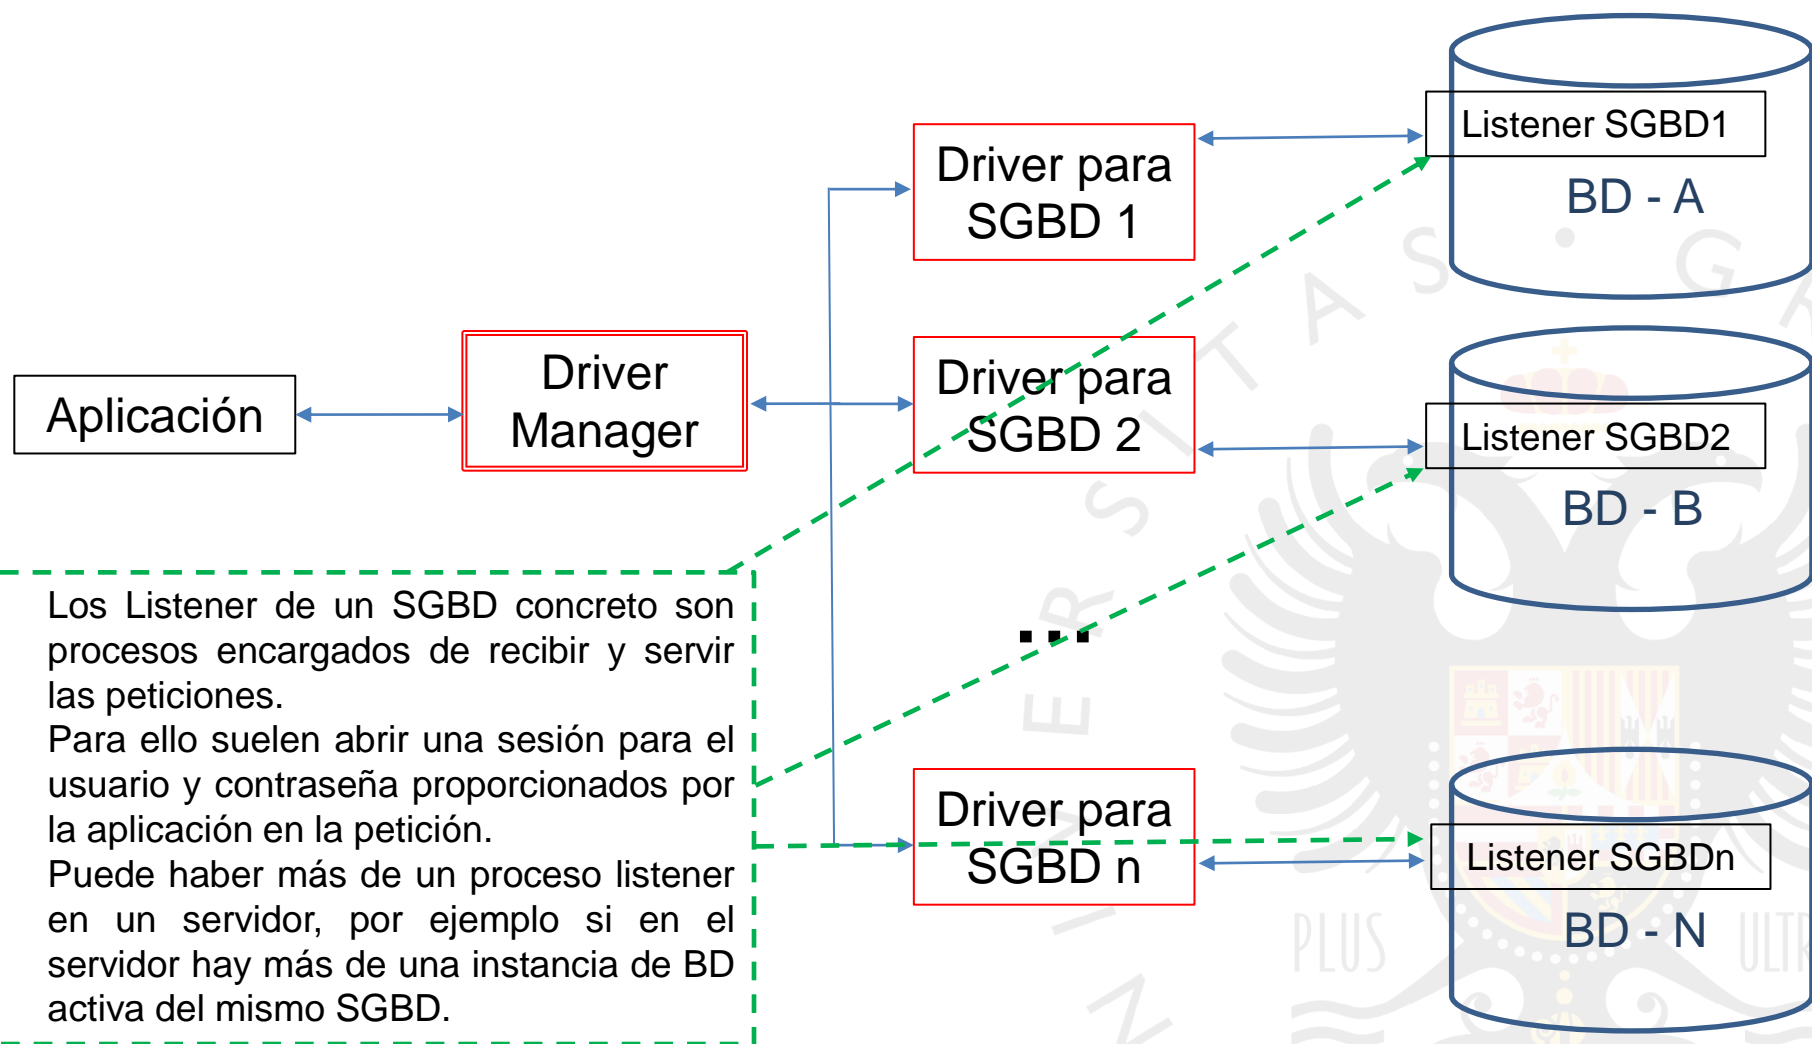 Listener SGBD1
BD - A
Driver para
SGBD 1
Aplicación
Driver
Manager
Driver para
SGBD 2
Listener SGBD2
BD - B
...
Driver para
SGBD n
Listener SGBDn
BD - N
Los Listener de un SGBD concreto son
procesos encargados de recibir y servir
las peticiones.
Para ello suelen abrir una sesión para el
usuario y contraseña proporcionados por
la aplicación en la petición.
Puede haber más de un proceso listener
en un servidor, por ejemplo si en el
servidor hay más de una instancia de BD
activa del mismo SGBD.
N I E R S I T A S · G R
PLUS
ULTR